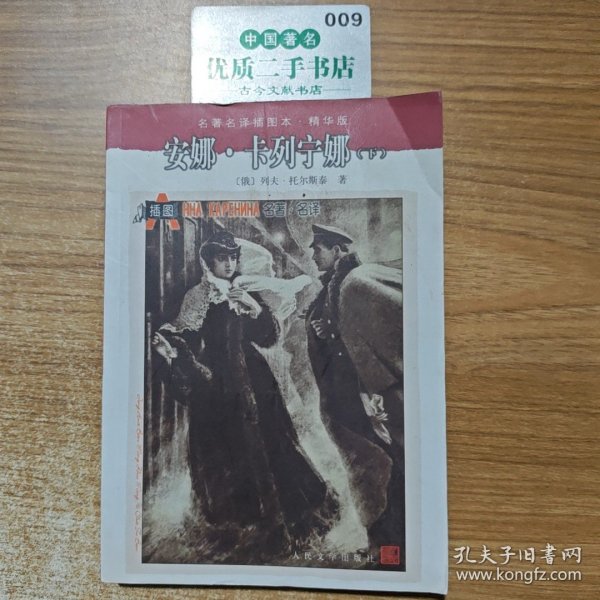 009
中国著名
优质二手书店
古今文献书店
名著名译插图本·精华版
安娜·卡列宁娜(下)
〔俄〕列夫·托尔斯泰 著
插图 ННА КАРЕНИНА 名著名译
人民文学出版社
孔夫子旧书网
www.kongfz.com